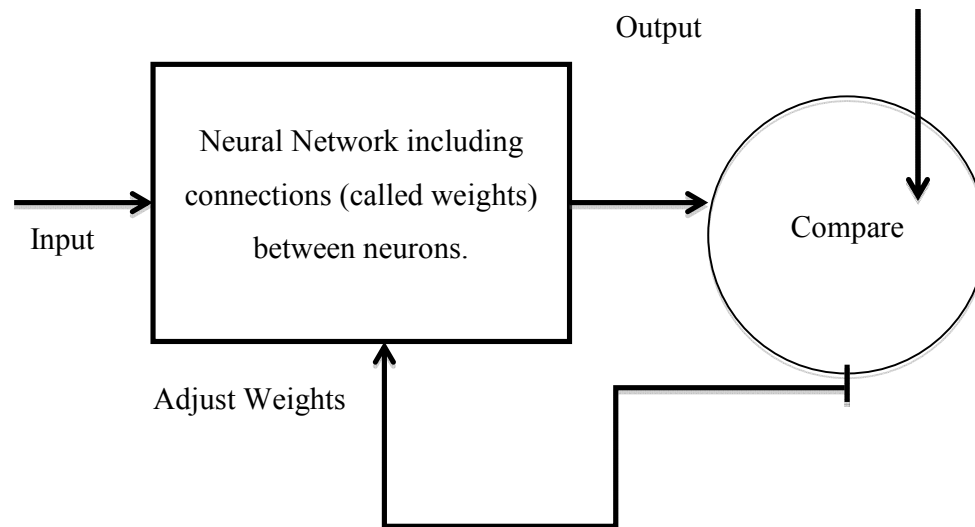 Output
Neural Network including
connections (called weights)
between neurons.
Input
Compare
Adjust Weights